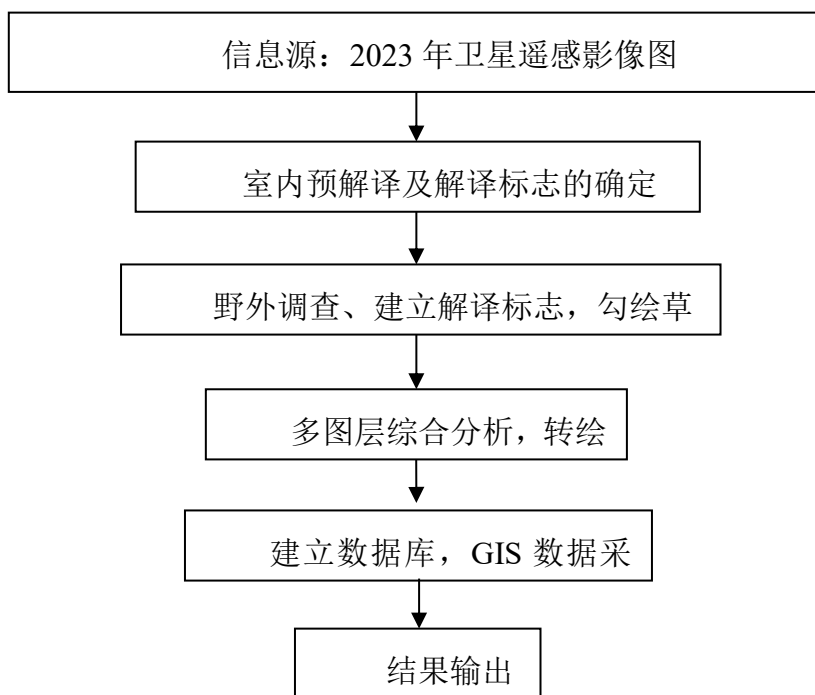 信息源：2023 年卫星遥感影像图
室内预解译及解译标志的确定
野外调查、建立解译标志，勾绘草
多图层综合分析，转绘
建立数据库，GIS 数据采
结果输出